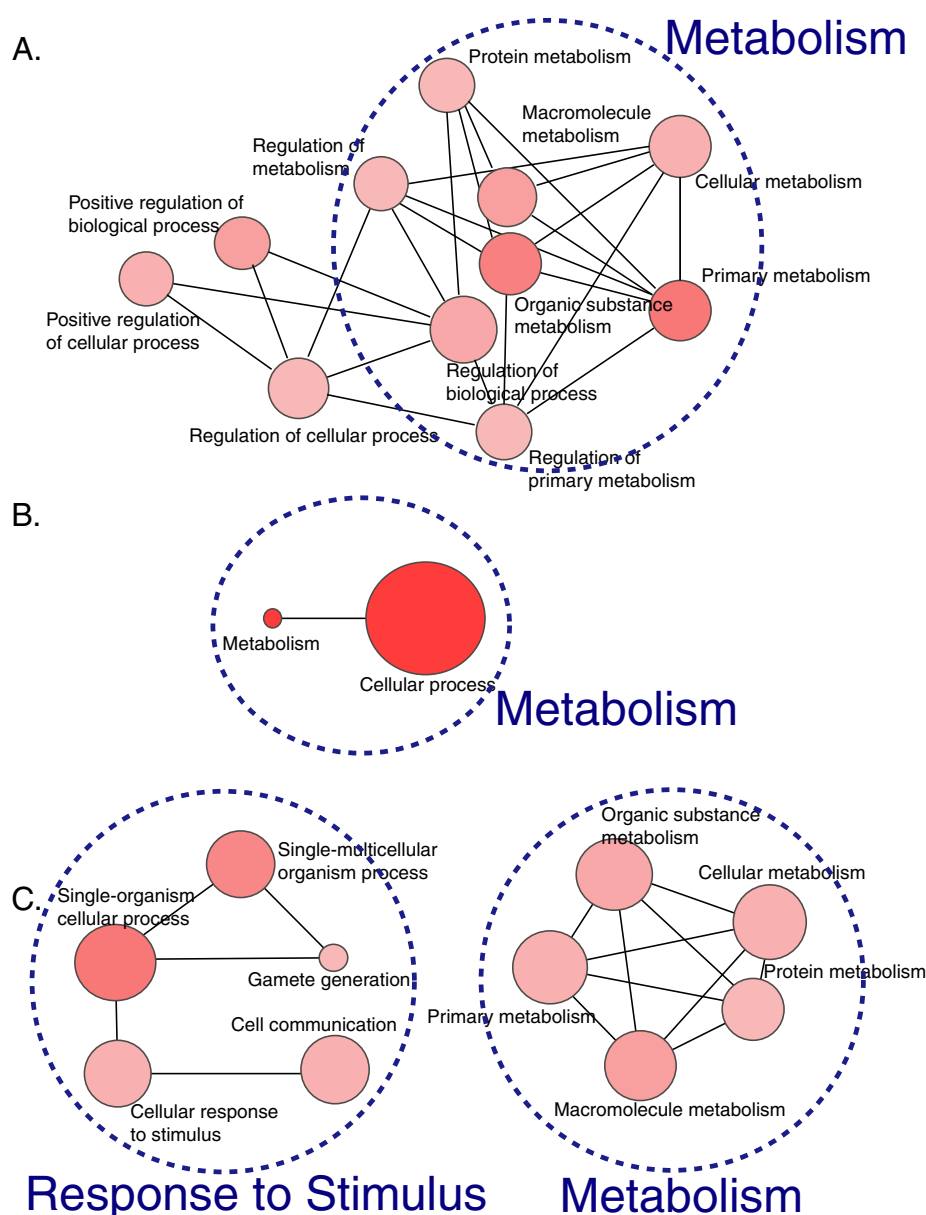 A.
Metabolism
Protein metabolism
Macromolecule
metabolism
Regulation of
metabolism
Cellular metabolism
Positive regulation of
biological process
Primary metabolism
Organic substance
metabolism
Positive regulation
of cellular process
Regulation of
biological process
Regulation of cellular process
Regulation of
primary metabolism
B.
Metabolism
Cellular process
Metabolism
C.
Single-multicellular
organism process
Single-organism
cellular process
Gamete generation
Cell communication
Cellular response
to stimulus
Response to Stimulus
Organic substance
metabolism
Cellular metabolism
Protein metabolism
Primary metabolism
Macromolecule metabolism
Metabolism